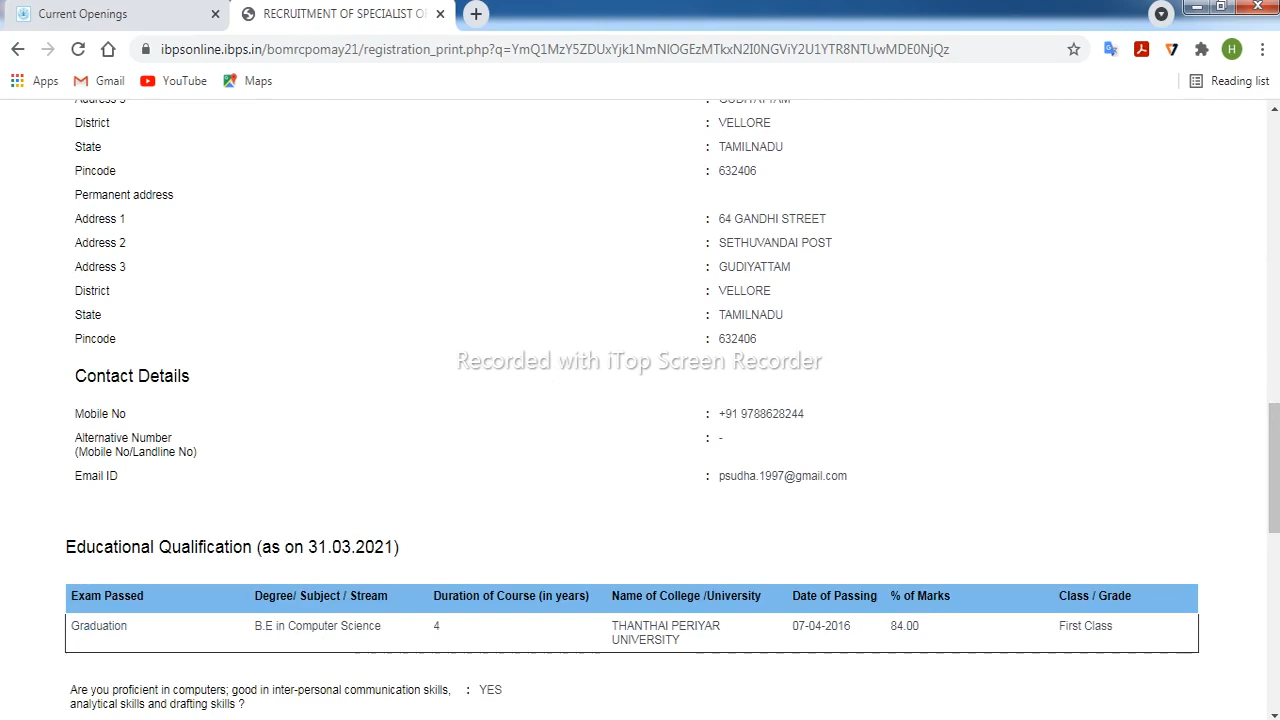 Current Openings
RECRUITMENT OF SPECIALIST OF
ibpsonline.ibps.in/bomrcpomay21/registration_print.php?q=YmQ1MzY5ZDUxYjk1NmNlOGEzMTkxN2I0NGViY2U1YTR8NTUwMDE0NjQz
H
Apps Gmail YouTube Maps Reading list
Address 3 : GUDIYATTAM
District : VELLORE
State : TAMILNADU
Pincode : 632406
Permanent address
Address 1 : 64 GANDHI STREET
Address 2 : SETHUVANDAI POST
Address 3 : GUDIYATTAM
District : VELLORE
State : TAMILNADU
Pincode : 632406
Recorded with iTop Screen Recorder
Contact Details
Mobile No : +91 9788628244
Alternative Number : -
(Mobile No/Landline No)
Email ID : psudha.1997@gmail.com
Educational Qualification (as on 31.03.2021)
Exam Passed Degree/ Subject / Stream Duration of Course (in years) Name of College /University Date of Passing % of Marks Class / Grade
Graduation B.E in Computer Science 4 THANTHAI PERIYAR 07-04-2016 84.00 First Class
UNIVERSITY
Are you proficient in computers; good in inter-personal communication skills, : YES
analytical skills and drafting skills ?